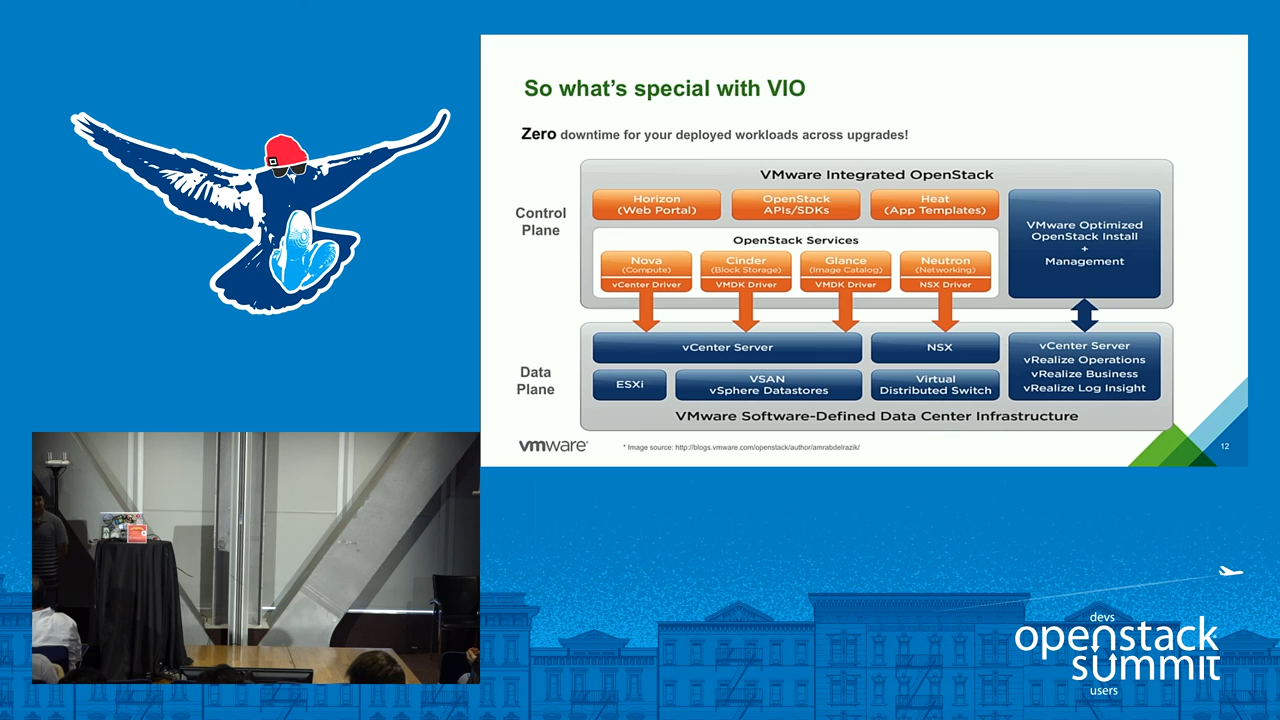 So what's special with VIO
Zero downtime for your deployed workloads across upgrades!
VMware Integrated OpenStack
Control
Plane
Horizon
(Web Portal)
OpenStack
APIs/SDKs
Heat
(App Templates)
VMware Optimized
OpenStack Install
+
Management
OpenStack Services
Nova
(Compute)
vCenter Driver
Cinder
(Block Storage)
VMDK Driver
Glance
(Image Catalog)
VMDK Driver
Neutron
(Networking)
NSX Driver
Data
Plane
vCenter Server
NSX
vCenter Server
vRealize Operations
vRealize Business
vRealize Log Insight
ESXi
VSAN
vSphere Datastores
Virtual
Distributed Switch
VMware Software-Defined Data Center Infrastructure
vmware®
* Image source: http://blogs.vmware.com/openstack/author/amrabdelrazik/
12
devs
openstack
summit
users